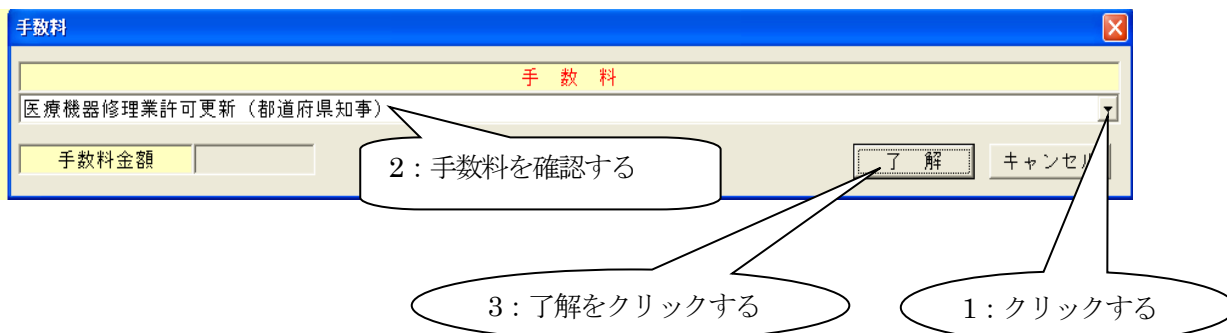 手数料
手 数 料
医療機器修理業許可更新（都道府県知事）
手数料金額
了 解
キャンセル
2：手数料を確認する
3：了解をクリックする
1：クリックする